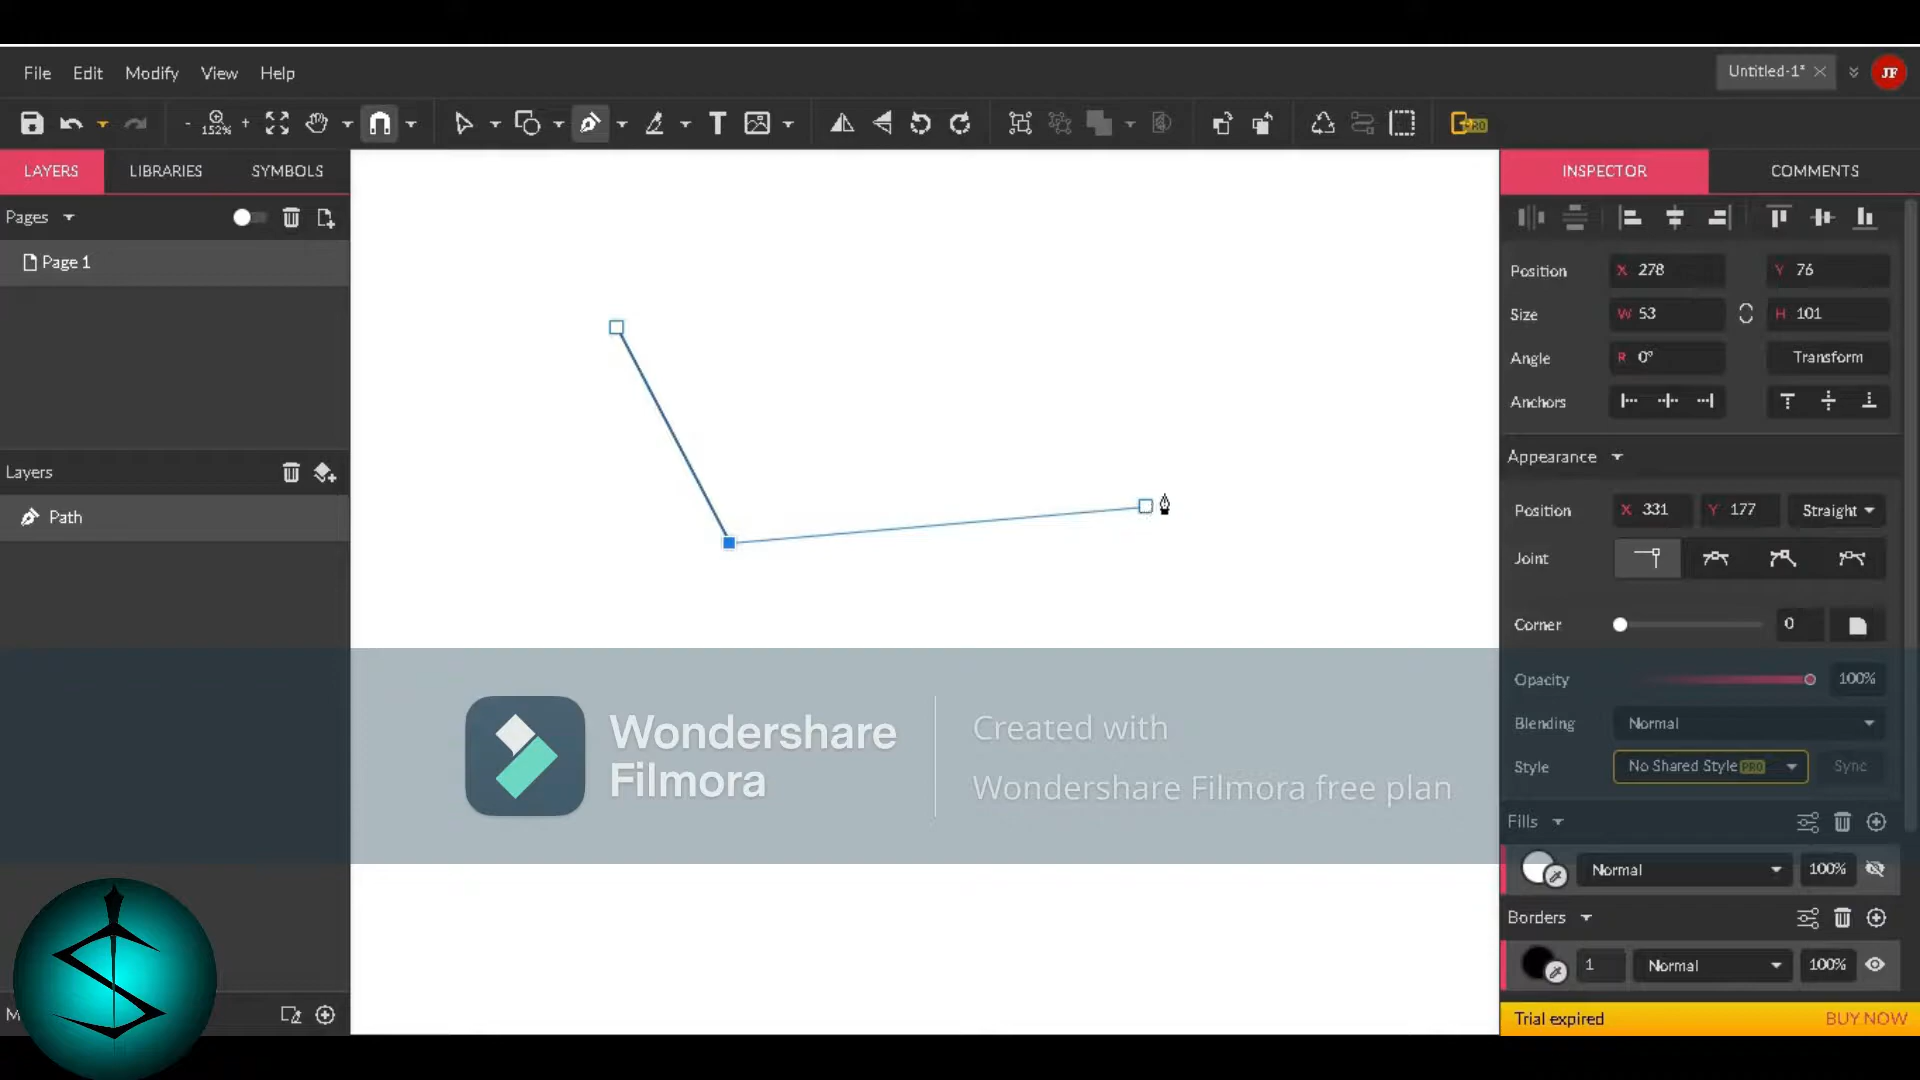 File Edit Modify View Help
Untitled-1*
JF
- 152% +
T
PRO
LAYERS LIBRARIES SYMBOLS
INSPECTOR COMMENTS
Pages
Page 1
Position X 278 Y 76
Size W 53 H 101
Angle R 0° Transform
Anchors
Appearance
Layers
Path
Position X 331 Y 177 Straight
Joint
Corner 0
Opacity 100%
Blending Normal
Style No Shared Style PRO Sync
Wondershare
Filmora
Created with
Wondershare Filmora free plan
Fills
Normal 100%
Borders
1 Normal 100%
Trial expired BUY NOW